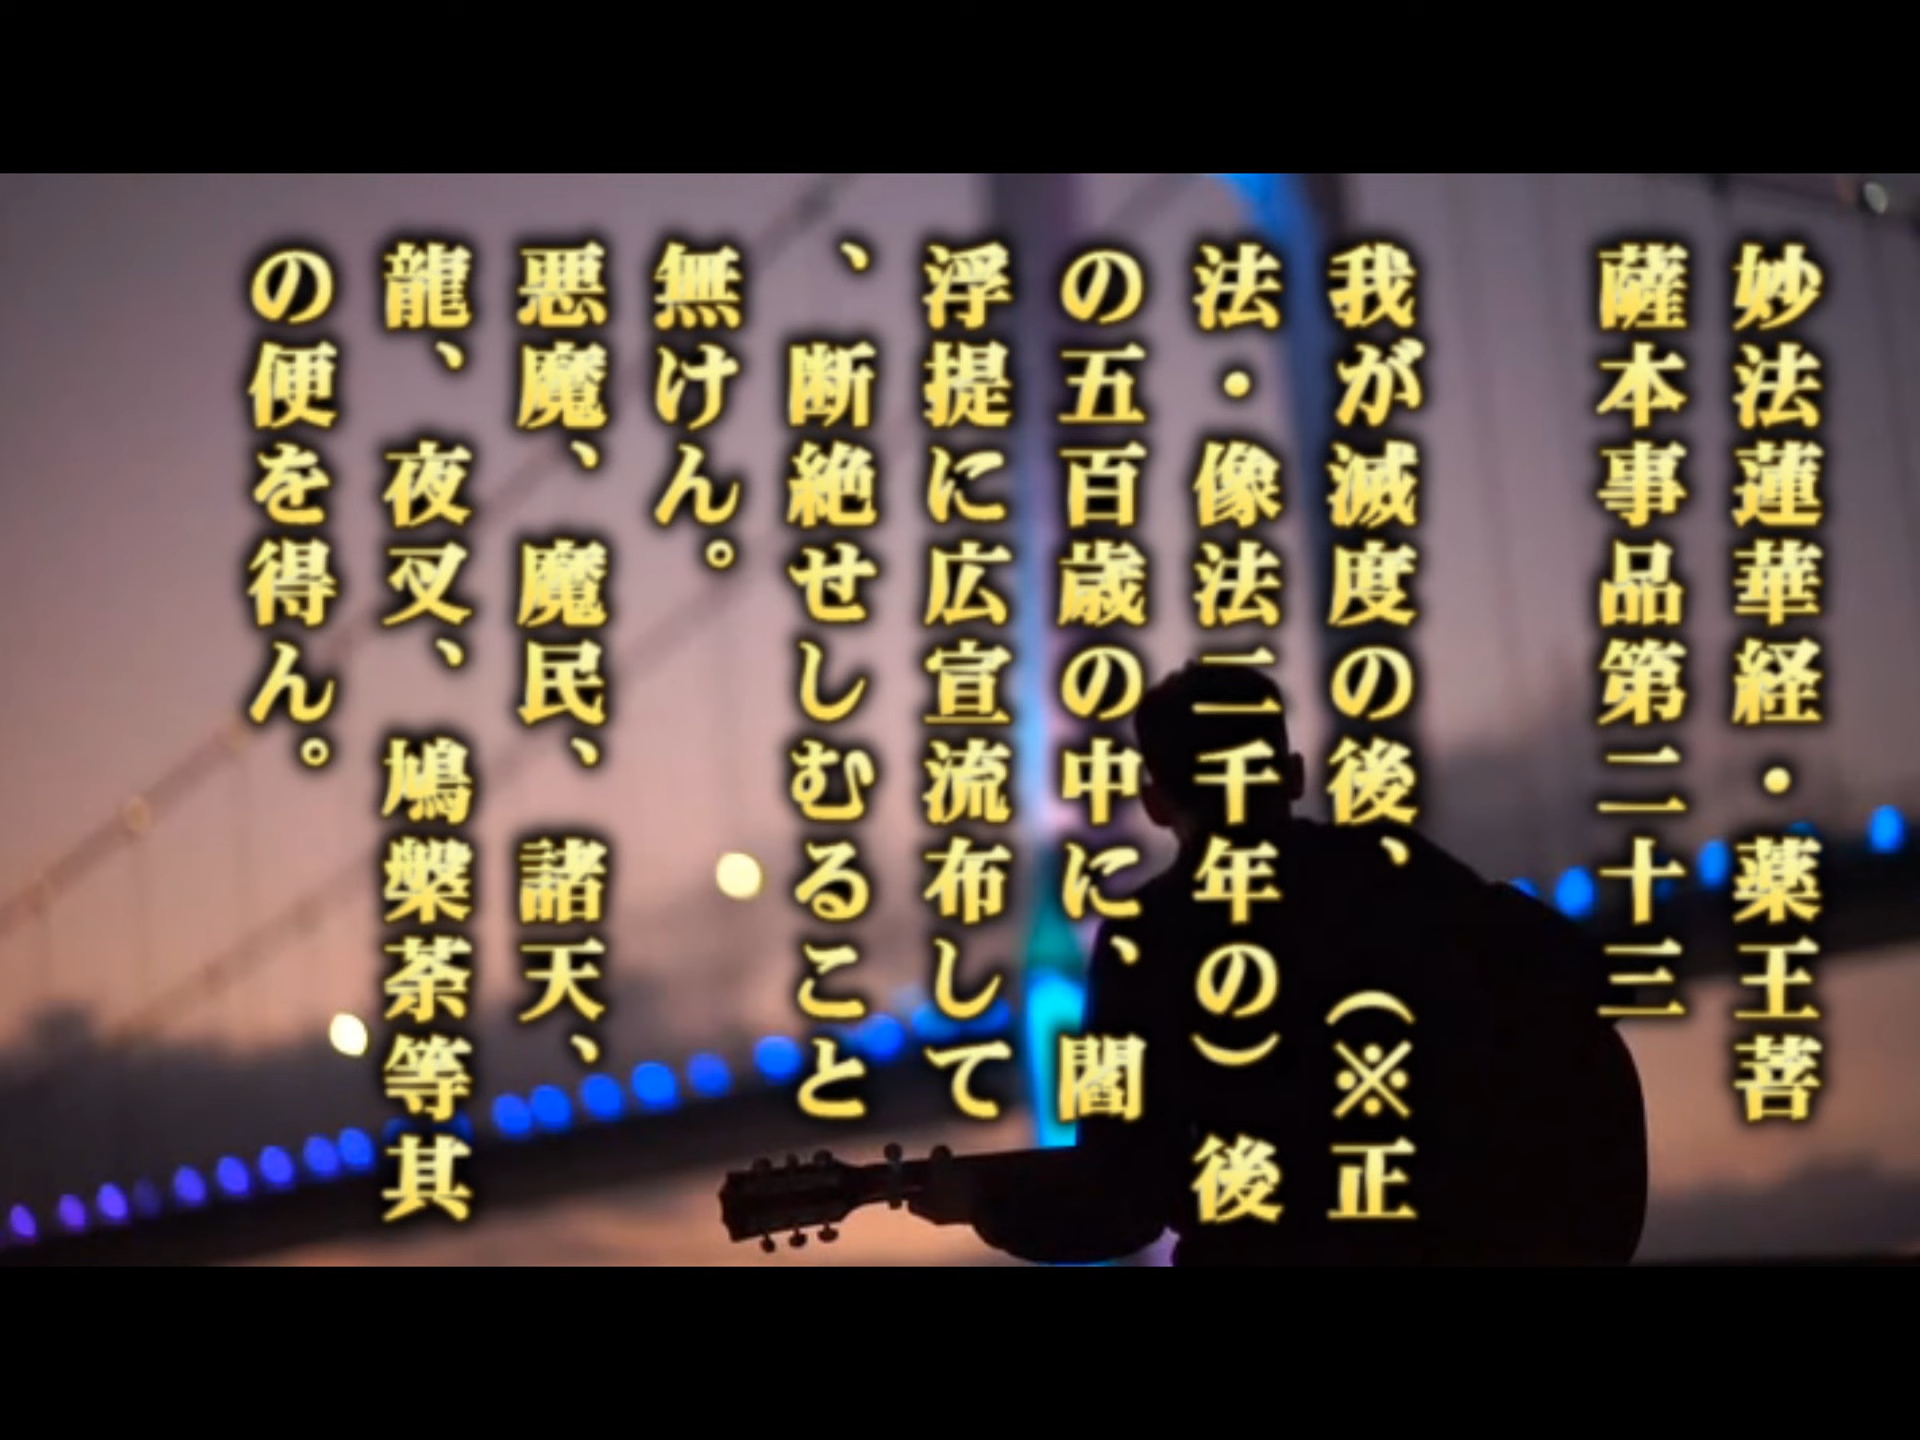 妙法蓮華経・薬王菩
薩本事品第二十三
我が滅度の後、　（※正
法・像法二千年の）後
の五百歳の中に、閻
浮提に広宣流布して
、断絶せしむること
無けん。
悪魔、魔民、諸天、
龍、夜叉、鳩槃荼等其
の便を得ん。